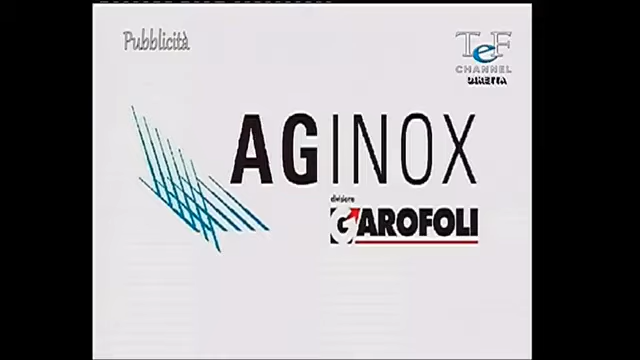 Pubblicità
TeF
CHANNEL
DIRETTA
AGINOX
divisione
GAROFOLI